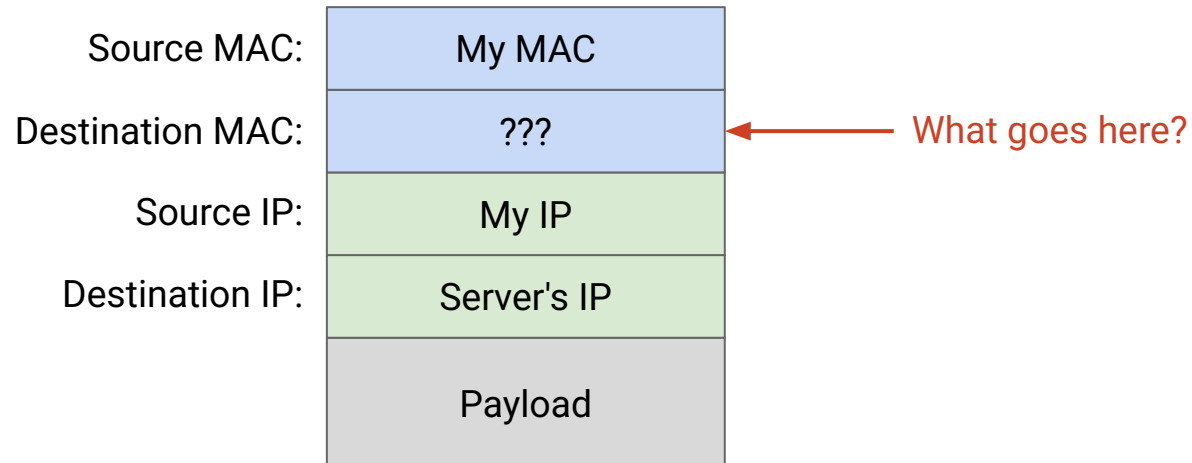 Source MAC: My MAC
Destination MAC: ??? What goes here?
Source IP: My IP
Destination IP: Server's IP
Payload